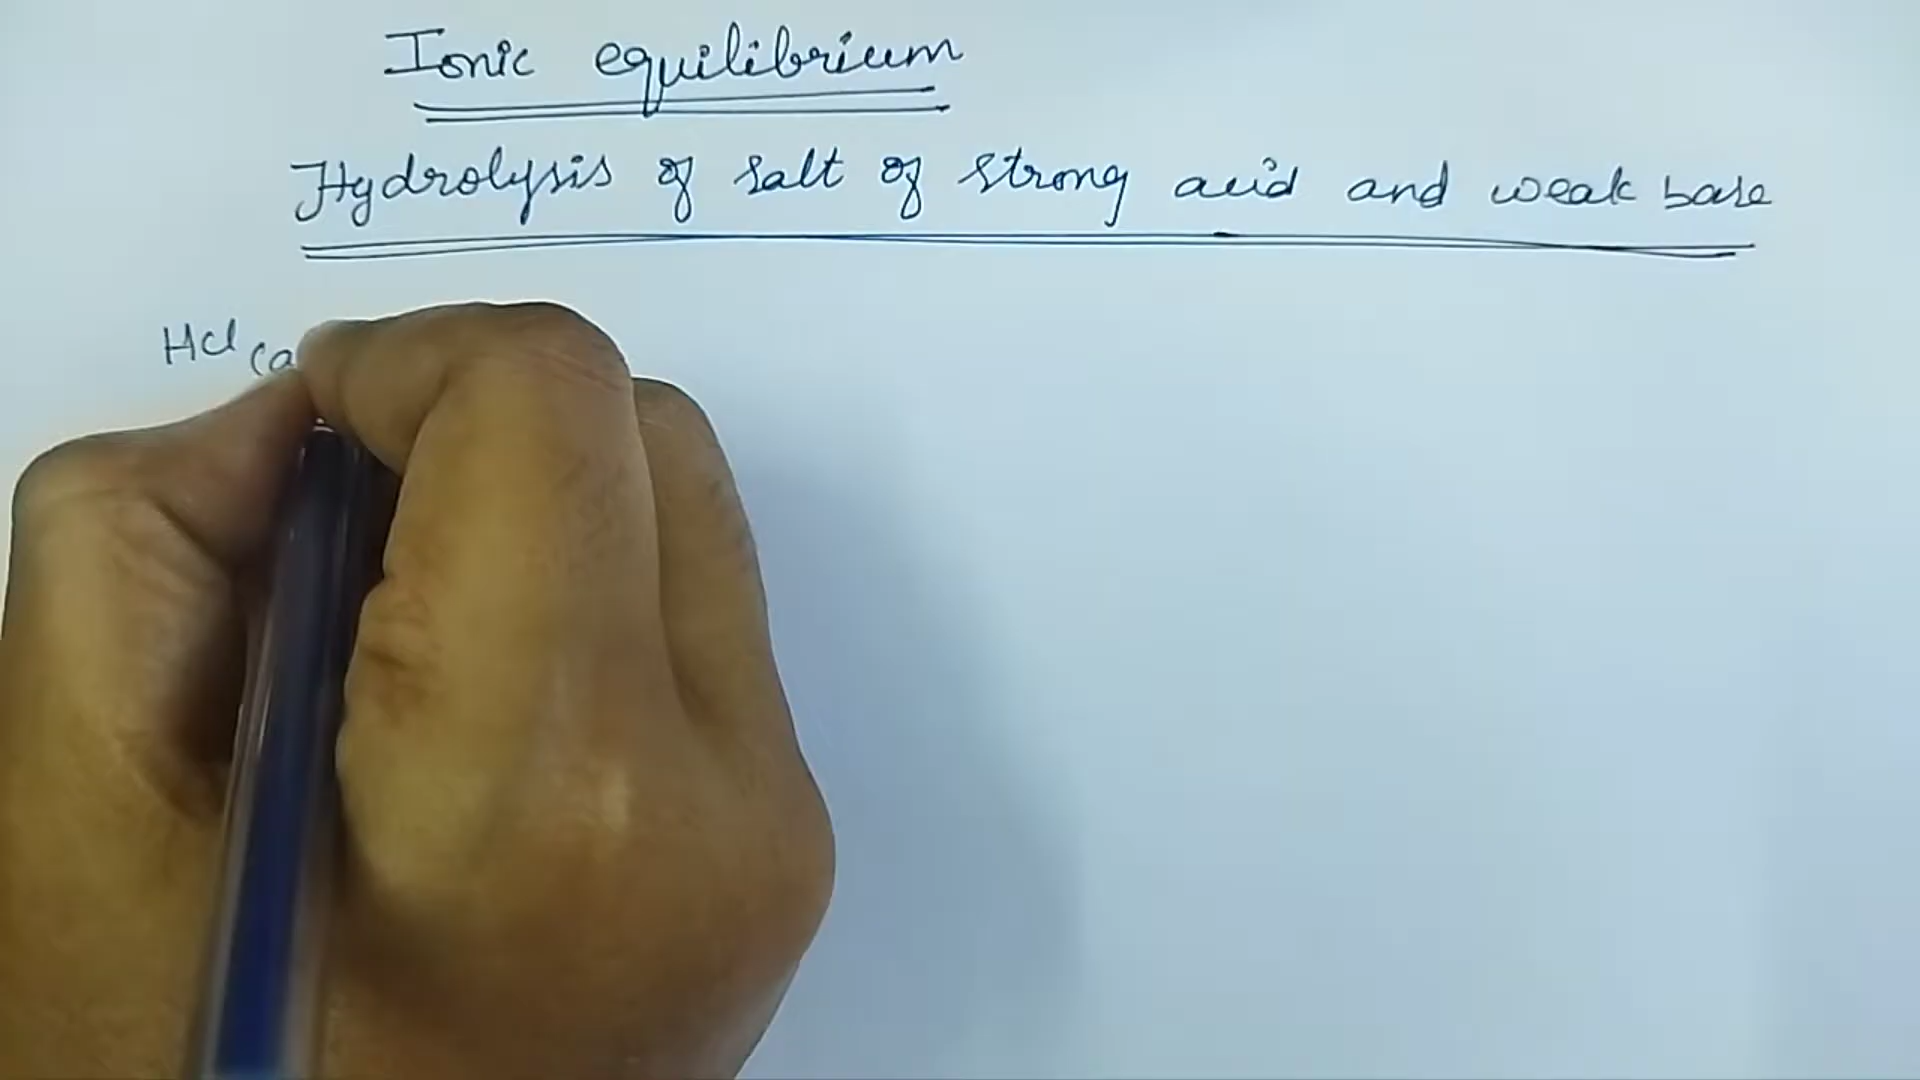 Ionic equilibrium
Hydrolysis of salt of strong acid and weak base
HCl (a